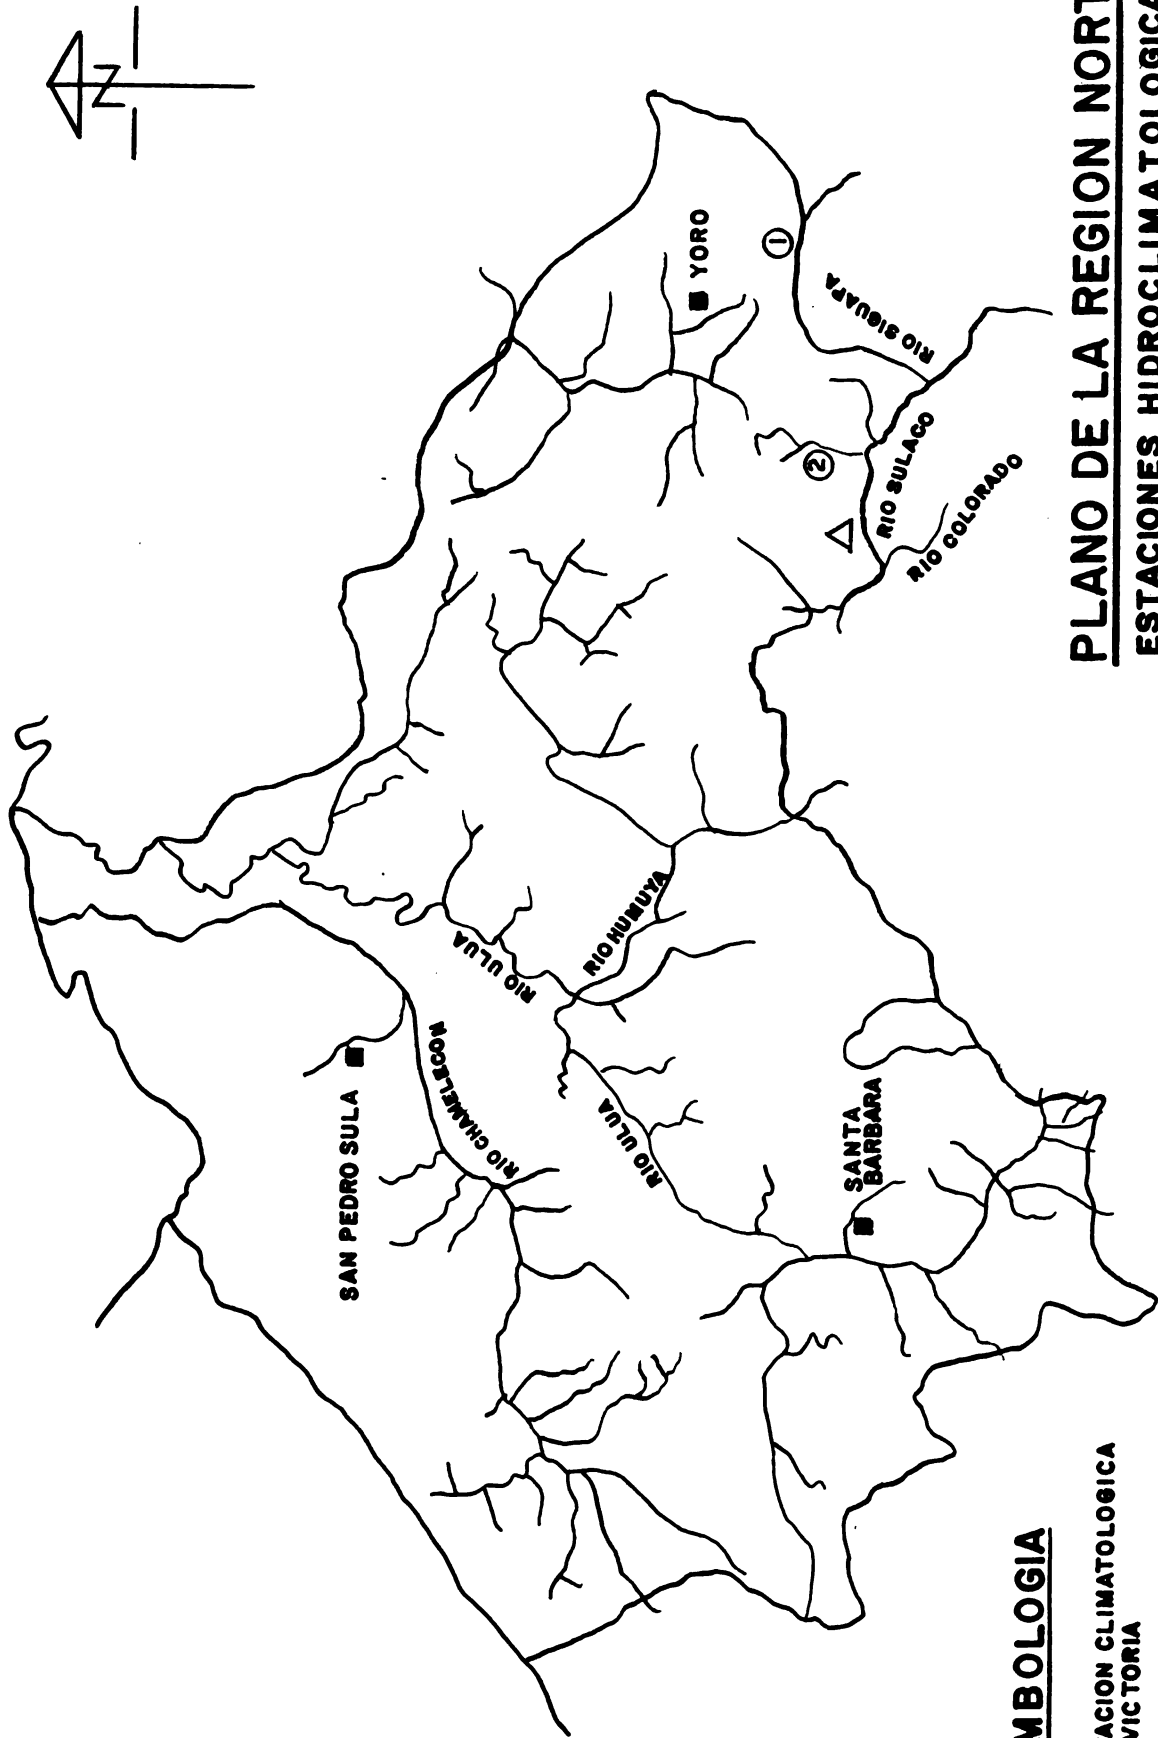 N
YORO
①
②
RIO SIGUAPA
RIO SULACO
RIO COLORADO
RIO HUMUYA
RIO ULUA
RIO CHAMELECON
SAN PEDRO SULA
RIO ULUA
SANTA
BARBARA
PLANO DE LA REGION NORT
ESTACIONES HIDROCLIMATOLOGICA
MBOLOGIA
ACION CLIMATOLOGICA
VICTORIA